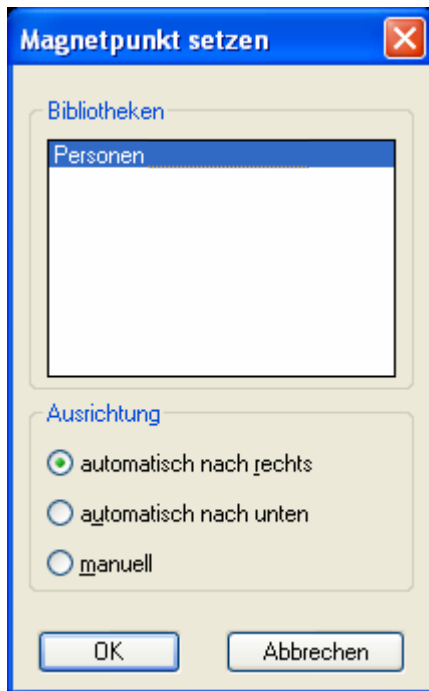 Magnetpunkt setzen
Bibliotheken
Personen
Ausrichtung
automatisch nach rechts
automatisch nach unten
manuell
OK
Abbrechen